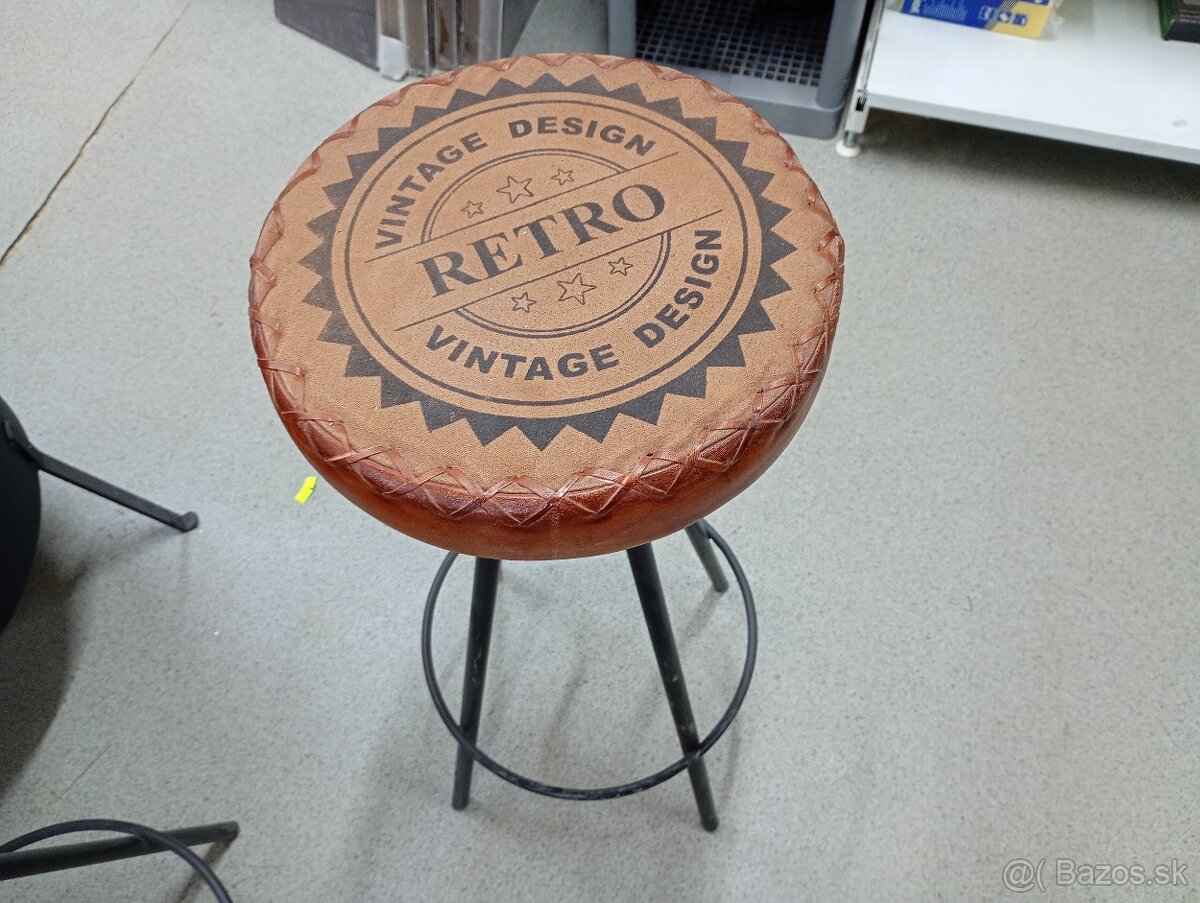 VINTAGE DESIGN
RETRO
VINTAGE DESIGN
@( Bazos.sk